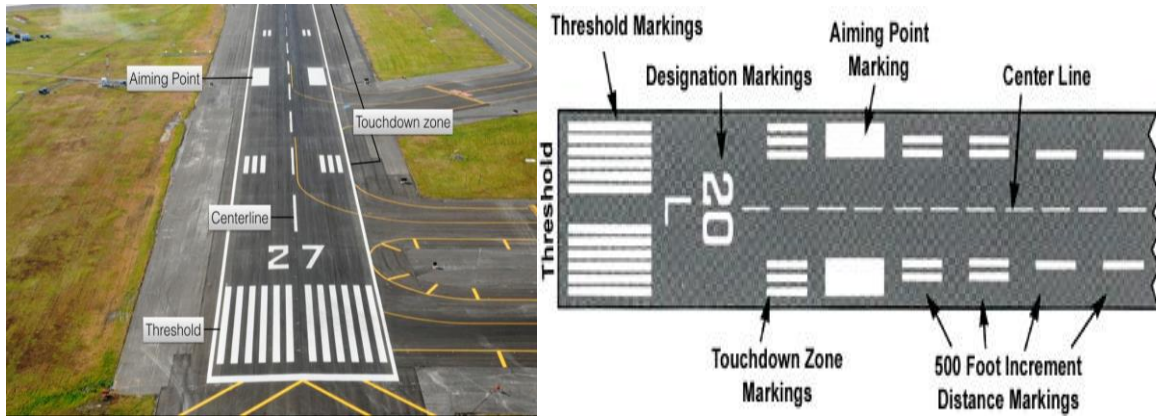 Aiming Point
Touchdown zone
Centerline
27
Threshold
Threshold Markings
Designation Markings
Aiming Point
Marking
Center Line
Threshold
L
20
Touchdown Zone
Markings
500 Foot Increment
Distance Markings